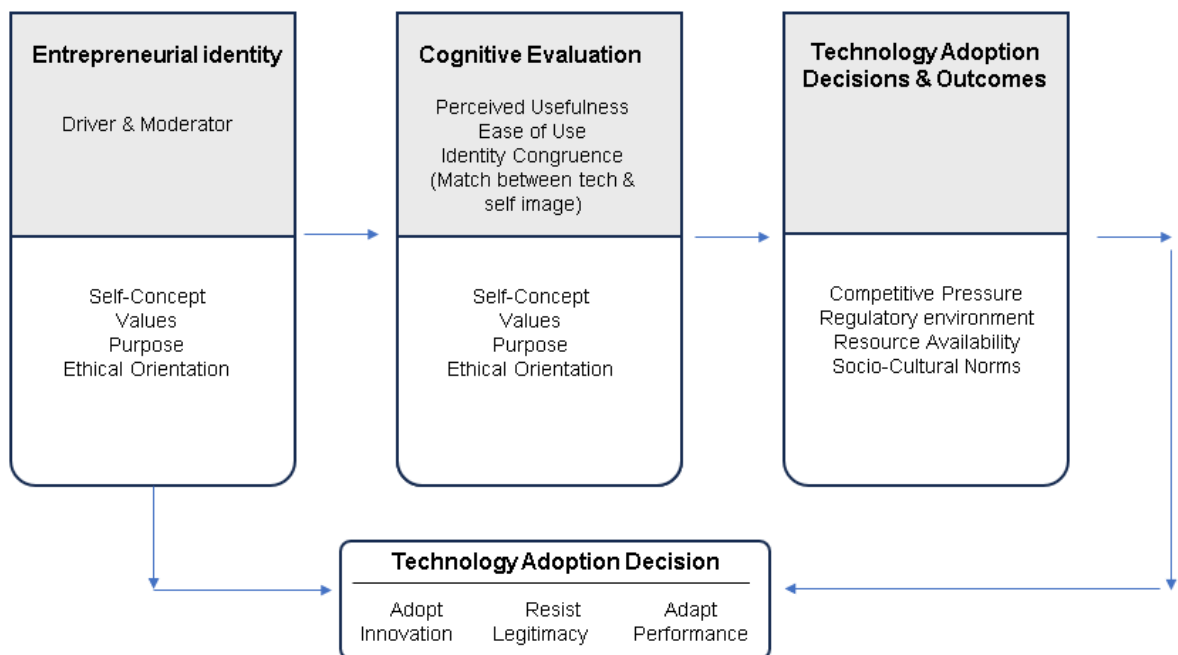 Entrepreneurial identity
Driver & Moderator
Self-Concept
Values
Purpose
Ethical Orientation
Cognitive Evaluation
Perceived Usefulness
Ease of Use
Identity Congruence
(Match between tech &
self image)
Self-Concept
Values
Purpose
Ethical Orientation
Technology Adoption
Decisions & Outcomes
Competitive Pressure
Regulatory environment
Resource Availability
Socio-Cultural Norms
Technology Adoption Decision
Adopt Resist Adapt
Innovation Legitimacy Performance